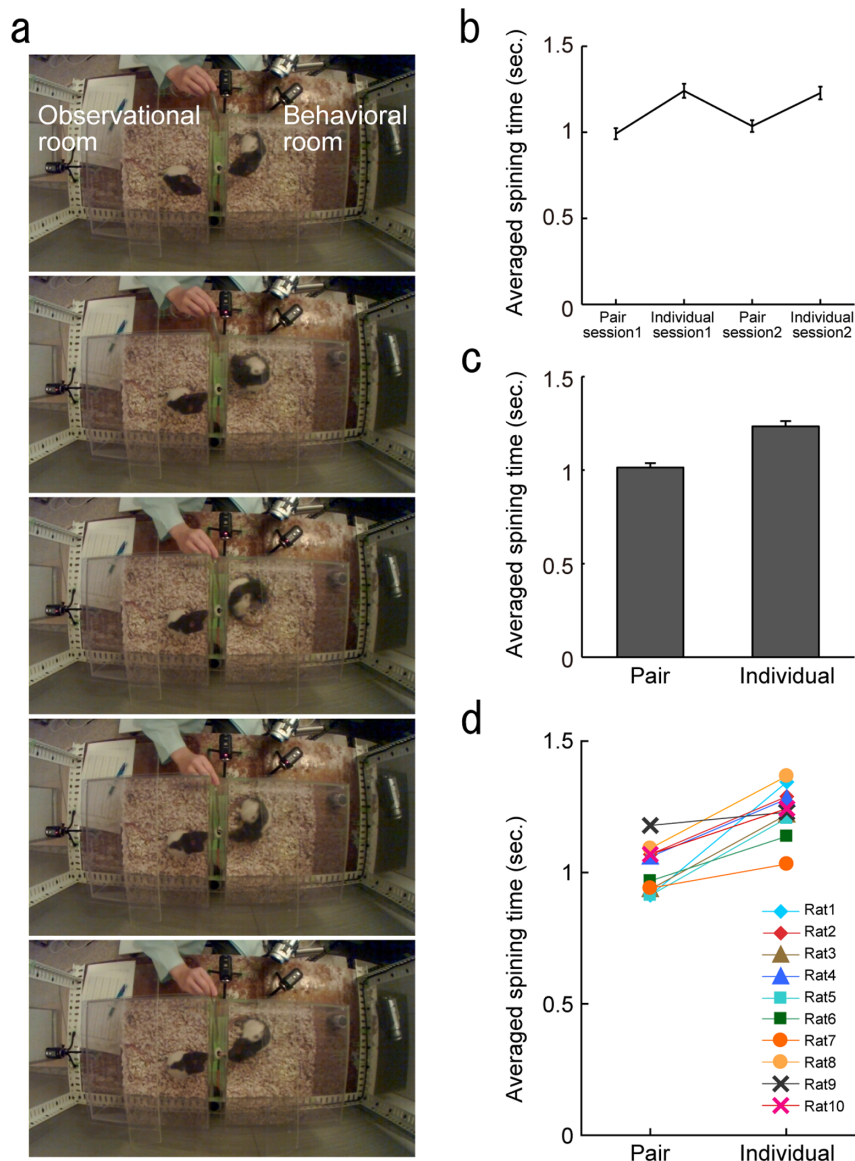 a
Observational
room
Behavioral
room
b
Averaged spining time (sec.)
1.5
1
0.5
0
Pair
session1
Individual
session1
Pair
session2
Individual
session2
c
Averaged spining time (sec.)
1.5
1
0.5
0
Pair
Individual
d
Averaged spining time (sec.)
1.5
1
0.5
0
Rat1
Rat2
Rat3
Rat4
Rat5
Rat6
Rat7
Rat8
Rat9
Rat10
Pair
Individual